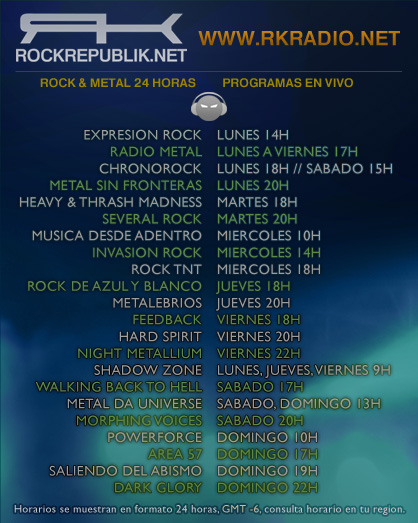 RK
WWW.RKRADIO.NET
ROCKREPUBLIK.NET
ROCK & METAL 24 HORAS PROGRAMAS EN VIVO
EXPRESION ROCK LUNES 14H
RADIO METAL LUNES A VIERNES 17H
CHRONOROCK LUNES 18H // SABADO 15H
METAL SIN FRONTERAS LUNES 20H
HEAVY & THRASH MADNESS MARTES 18H
SEVERAL ROCK MARTES 20H
MUSICA DESDE ADENTRO MIERCOLES 10H
INVASION ROCK MIERCOLES 14H
ROCK TNT MIERCOLES 18H
ROCK DE AZUL Y BLANCO JUEVES 18H
METALEBRIOS JUEVES 20H
FEEDBACK VIERNES 18H
HARD SPIRIT VIERNES 20H
NIGHT METALLIUM VIERNES 22H
SHADOW ZONE LUNES, JUEVES, VIERNES 9H
WALKING BACK TO HELL SABADO 17H
METAL DA UNIVERSE SABADO, DOMINGO 13H
MORPHING VOICES SABADO 20H
POWERFORCE DOMINGO 10H
AREA 57 DOMINGO 17H
SALIENDO DEL ABISMO DOMINGO 19H
DARK GLORY DOMINGO 22H
Horarios se muestran en formato 24 horas, GMT -6, consulta horario en tu region.